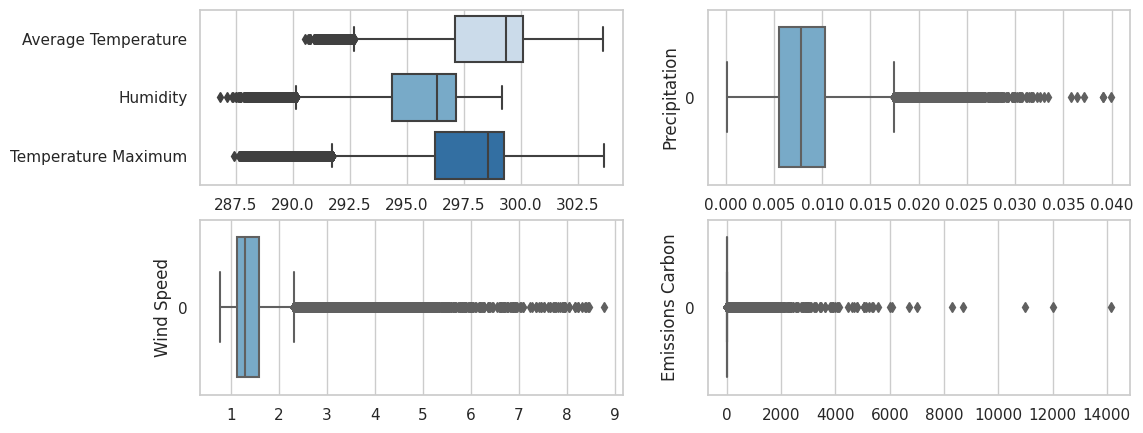 Average Temperature
Humidity
Temperature Maximum
287.5 290.0 292.5 295.0 297.5 300.0 302.5
Precipitation
0
0.000 0.005 0.010 0.015 0.020 0.025 0.030 0.035 0.040
Wind Speed
0
1 2 3 4 5 6 7 8 9
Emissions Carbon
0
0 2000 4000 6000 8000 10000 12000 14000